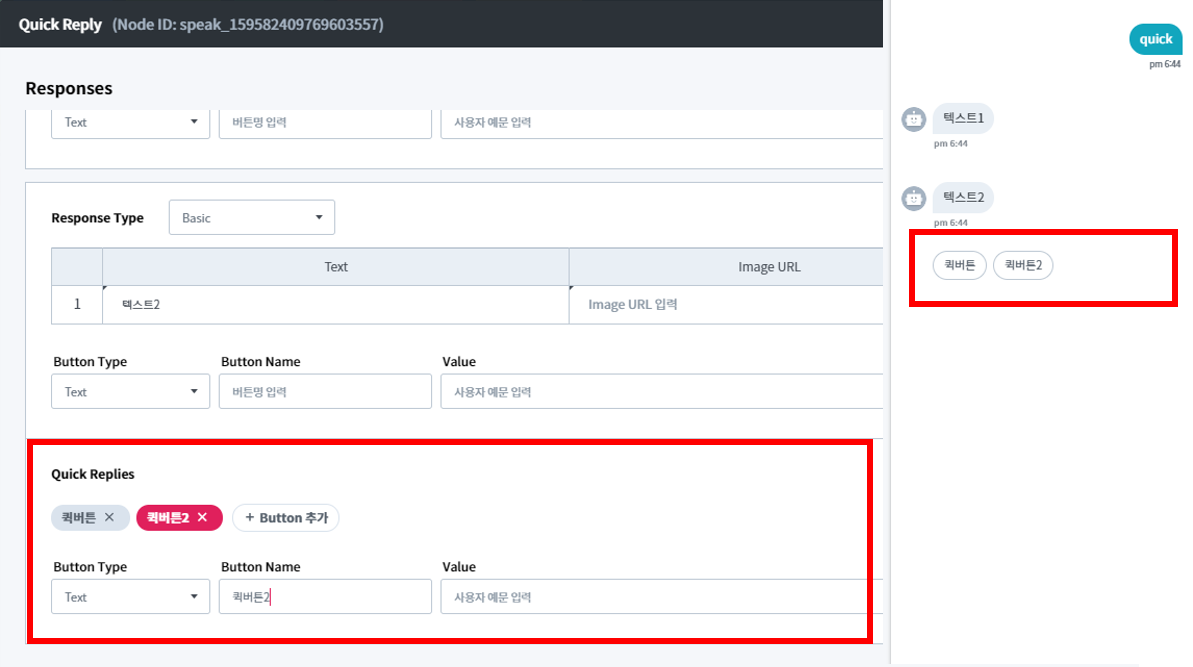 Quick Reply (Node ID: speak_159582409769603557)
Responses
Text 버튼명 입력 사용자 예문 입력
Response Type Basic
Text Image URL
1 텍스트2 Image URL 입력
Button Type Button Name Value
Text 버튼명 입력 사용자 예문 입력
Quick Replies
퀵버튼 × 퀵버튼2 × + Button 추가
Button Type Button Name Value
Text 퀵버튼2 사용자 예문 입력
quick
pm 6:44
텍스트1
pm 6:44
텍스트2
pm 6:44
퀵버튼 퀵버튼2